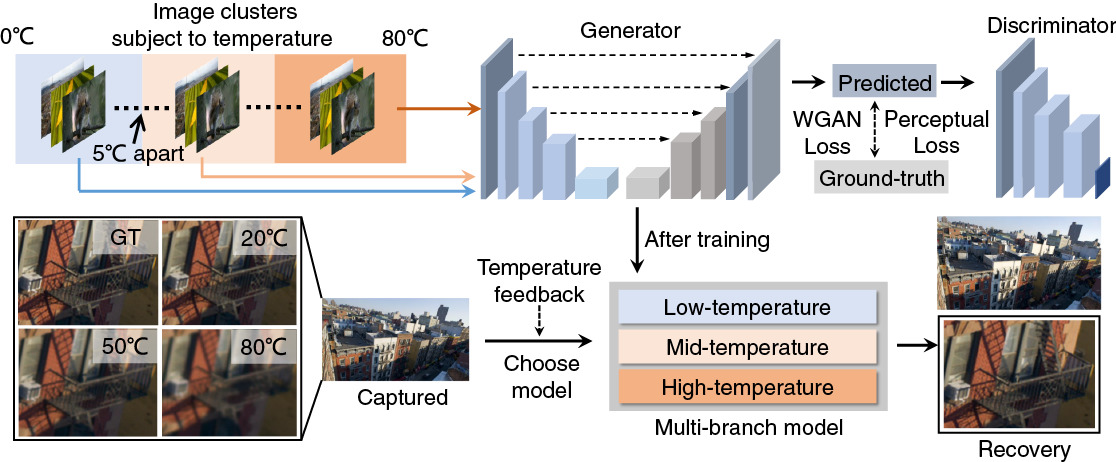 Image clusters
subject to temperature
0℃
80℃
5℃ apart
Generator
Predicted
WGAN
Loss
Perceptual
Loss
Ground-truth
Discriminator
After training
GT
20℃
50℃
80℃
Captured
Temperature
feedback
Choose
model
Low-temperature
Mid-temperature
High-temperature
Multi-branch model
Recovery